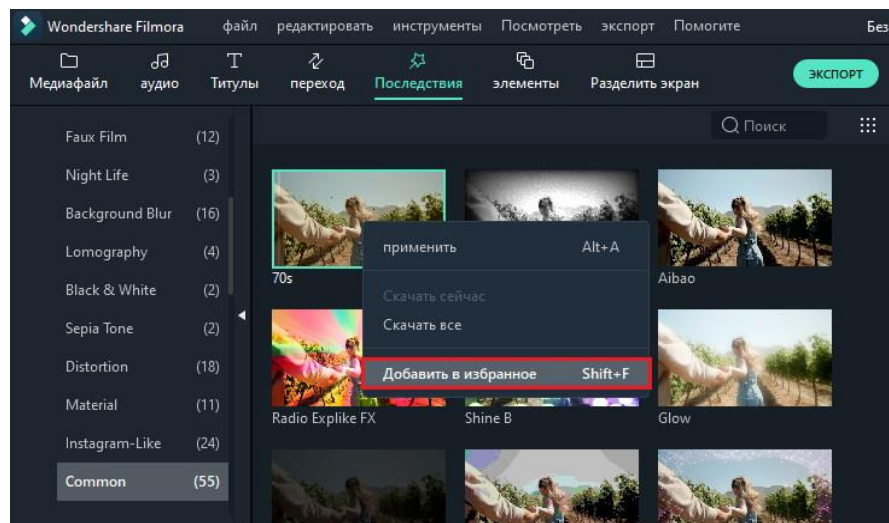 Wondershare Filmora файл редактировать инструменты Посмотреть экспорт Помогите Без
Медиафайл аудио Титулы переход Последствия элементы Разделить экран ЭКСПОРТ
Поиск
Faux Film (12)
Night Life (3)
Background Blur (16)
Lomography (4)
Black & White (2)
Sepia Tone (2)
Distortion (18)
Material (11)
Instagram-Like (24)
Common (55)
70s
Aibao
применить Alt+A
Скачать сейчас
Скачать все
Добавить в избранное Shift+F
Radio Explike FX
Shine B
Glow